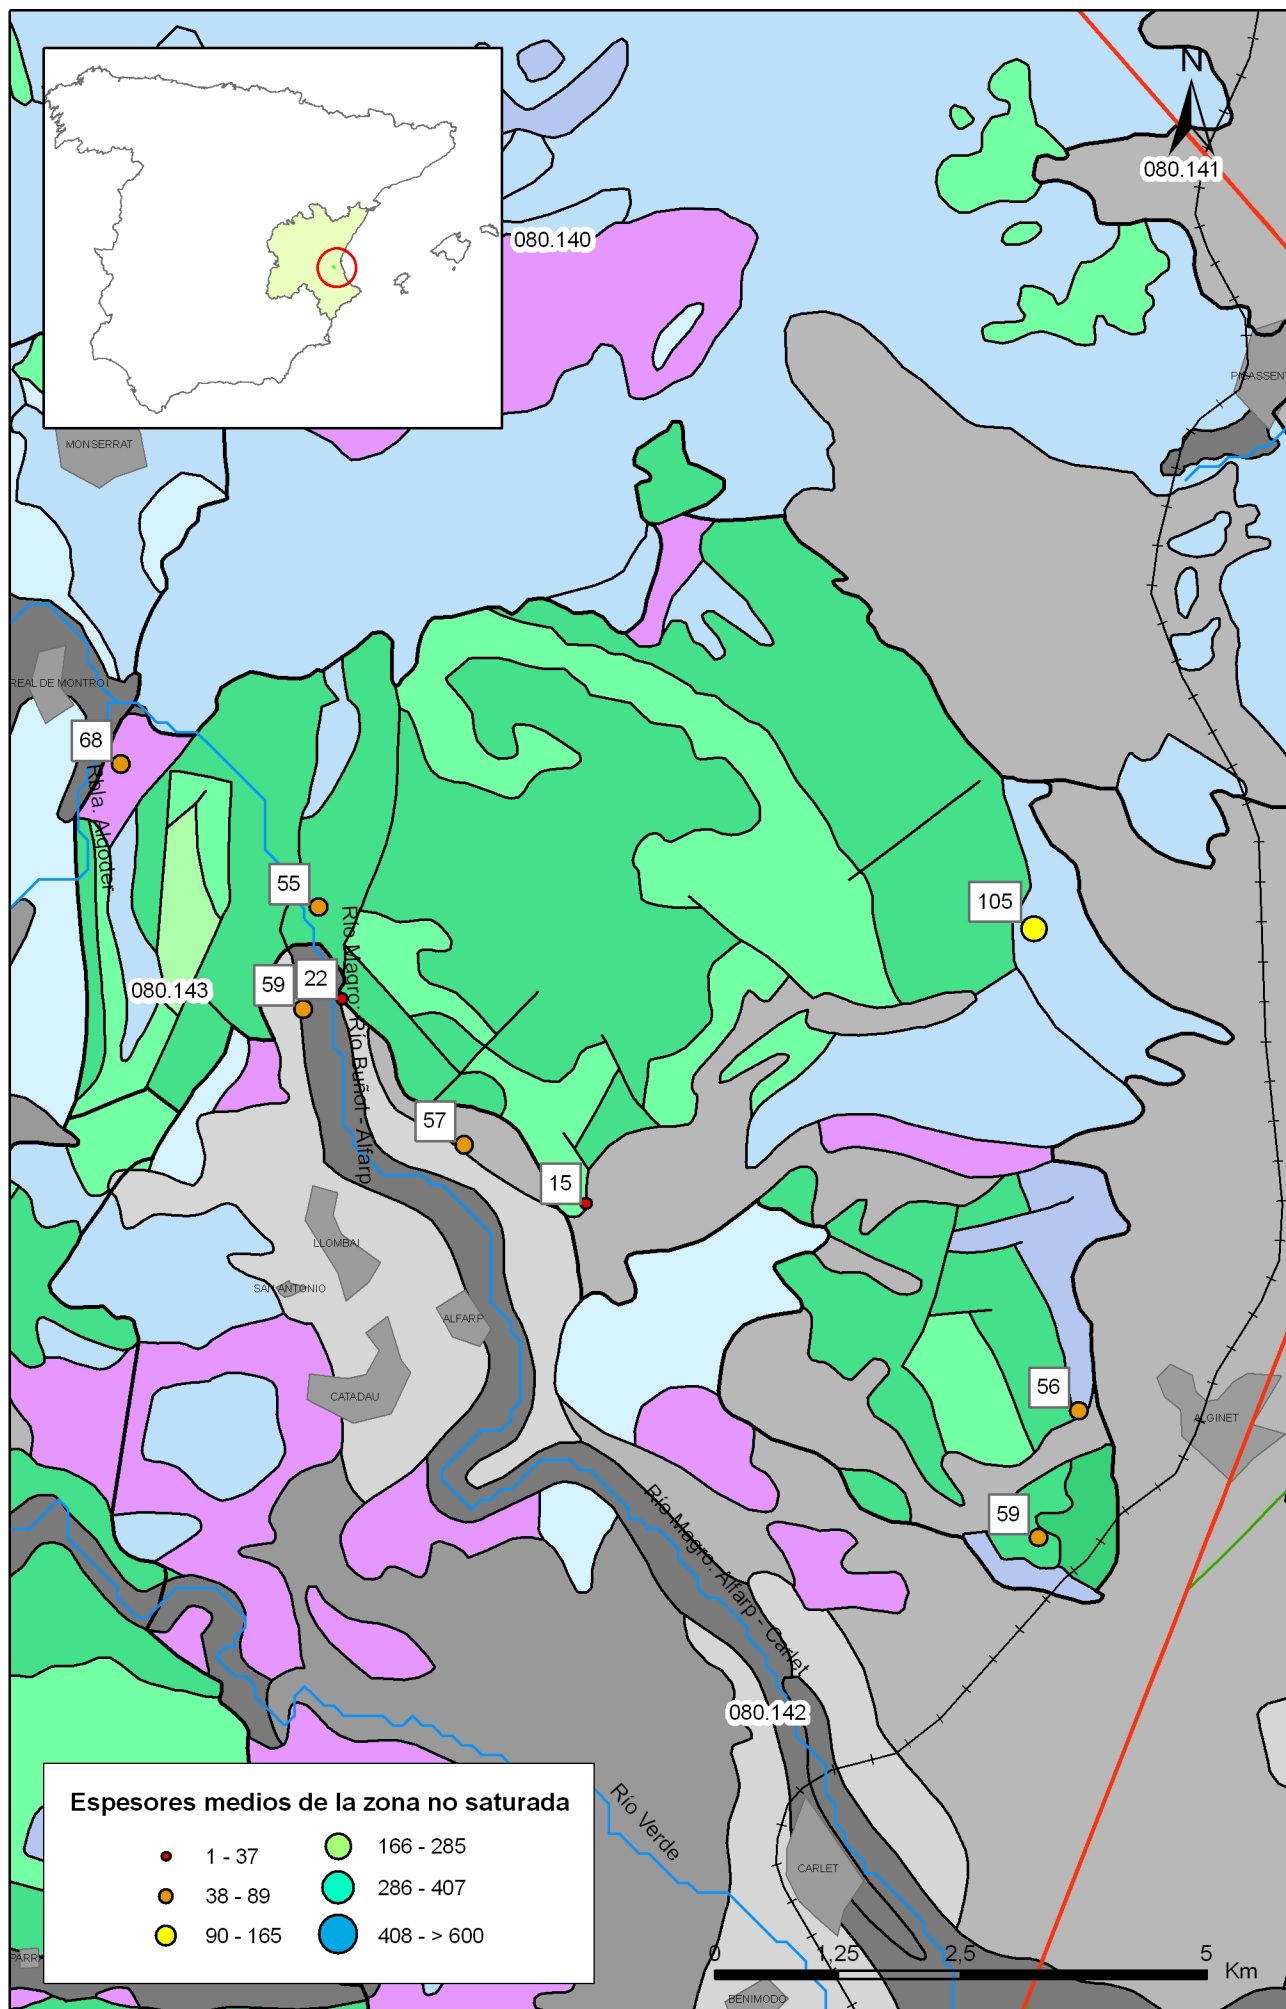 N
080.141
080.140
PICASSENT
MONSERRAT
REAL DE MONTROI
68
Rbla. Algoder
55
105
Río Magro: Río Buñol - Alfarp
59
22
080.143
57
15
LLOMBAI
SAN ANTONIO
ALFARP
CATADAU
56
ALGINET
59
Río Magro: Alfarp - Carlet
080.142
Río Verde
CARLET
BENIMODO
Espesores medios de la zona no saturada
1 - 37
38 - 89
90 - 165
166 - 285
286 - 407
408 - > 600
0 1,25 2,5 5
Km